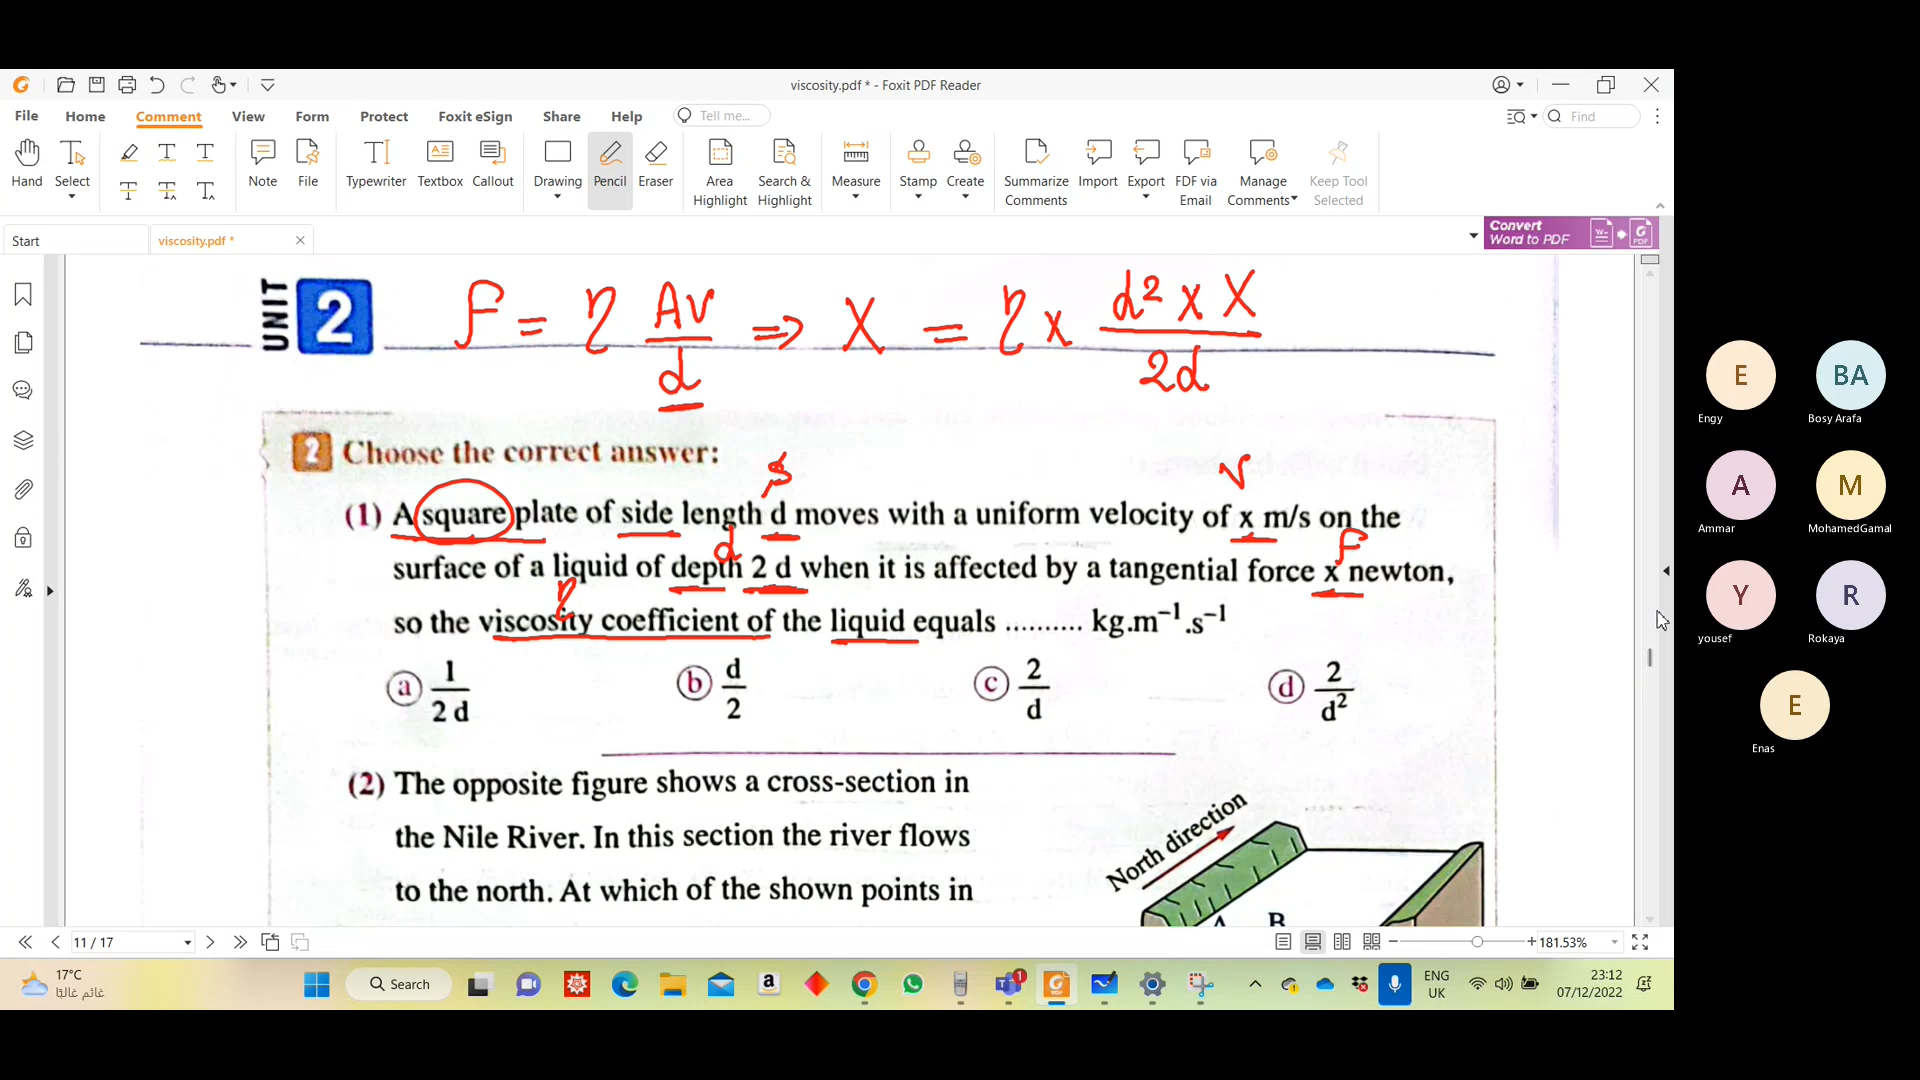 viscosity.pdf * - Foxit PDF Reader
File Home Comment View Form Protect Foxit eSign Share Help Tell me... Find
Hand Select Note File Typewriter Textbox Callout Drawing Pencil Eraser Area Highlight Search & Highlight Measure Stamp Create Summarize Comments Import Export FDF via Email Manage Comments Keep Tool Selected
Start viscosity.pdf * Convert Word to PDF
UNIT 2
F = η Av/d ⇒ X = η x d² x X / 2d
2 Choose the correct answer:
s v
(1) A square plate of side length d moves with a uniform velocity of x m/s on the
d F
surface of a liquid of depth 2 d when it is affected by a tangential force x newton,
η
so the viscosity coefficient of the liquid equals .......... kg.m⁻¹.s⁻¹
a 1/2 d b d/2 c 2/d d 2/d²
(2) The opposite figure shows a cross-section in
the Nile River. In this section the river flows
to the north. At which of the shown points in
North direction
A B
E BA
Engy Bosy Arafa
A M
Ammar MohamedGamal
Y R
yousef Rokaya
E
Enas
11 / 17 181.53%
17°C
غائم غالبًا
Search
1
ENG
UK
23:12
07/12/2022